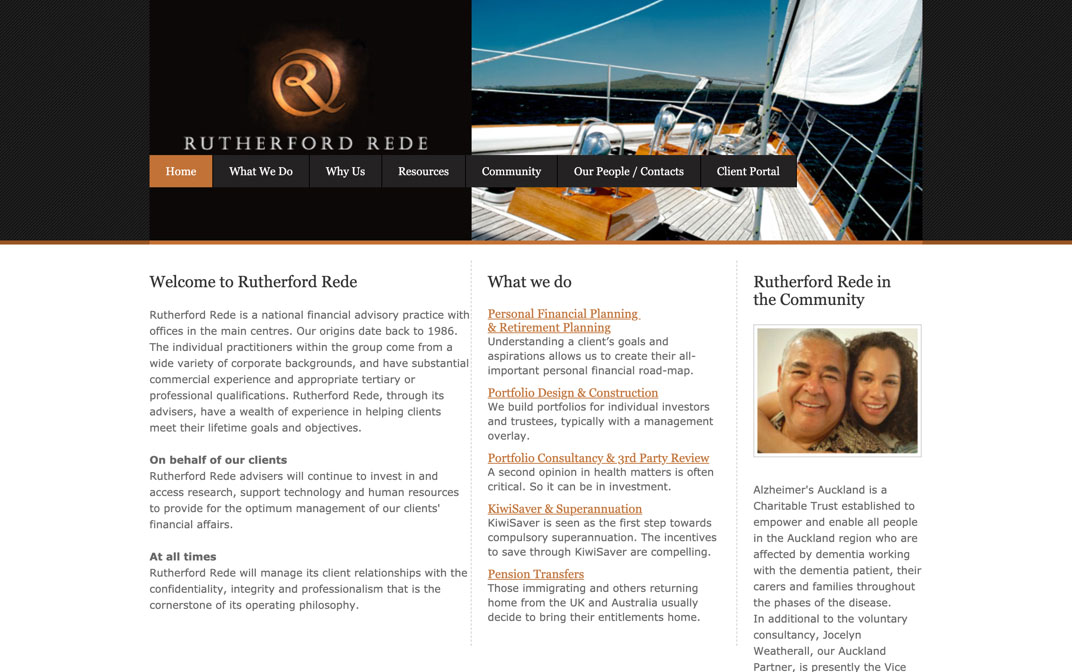 RUTHERFORD REDE
Home
What We Do
Why Us
Resources
Community
Our People / Contacts
Client Portal
Welcome to Rutherford Rede
Rutherford Rede is a national financial advisory practice with
offices in the main centres. Our origins date back to 1986.
The individual practitioners within the group come from a
wide variety of corporate backgrounds, and have substantial
commercial experience and appropriate tertiary or
professional qualifications. Rutherford Rede, through its
advisers, have a wealth of experience in helping clients
meet their lifetime goals and objectives.
On behalf of our clients
Rutherford Rede advisers will continue to invest in and
access research, support technology and human resources
to provide for the optimum management of our clients'
financial affairs.
At all times
Rutherford Rede will manage its client relationships with the
confidentiality, integrity and professionalism that is the
cornerstone of its operating philosophy.
What we do
Personal Financial Planning
& Retirement Planning
Understanding a client’s goals and
aspirations allows us to create their all-
important personal financial road-map.
Portfolio Design & Construction
We build portfolios for individual investors
and trustees, typically with a management
overlay.
Portfolio Consultancy & 3rd Party Review
A second opinion in health matters is often
critical. So it can be in investment.
KiwiSaver & Superannuation
KiwiSaver is seen as the first step towards
compulsory superannuation. The incentives
to save through KiwiSaver are compelling.
Pension Transfers
Those immigrating and others returning
home from the UK and Australia usually
decide to bring their entitlements home.
Rutherford Rede in
the Community
Alzheimer's Auckland is a
Charitable Trust established to
empower and enable all people
in the Auckland region who are
affected by dementia working
with the dementia patient, their
carers and families throughout
the phases of the disease.
In additional to the voluntary
consultancy, Jocelyn
Weatherall, our Auckland
Partner, is presently the Vice